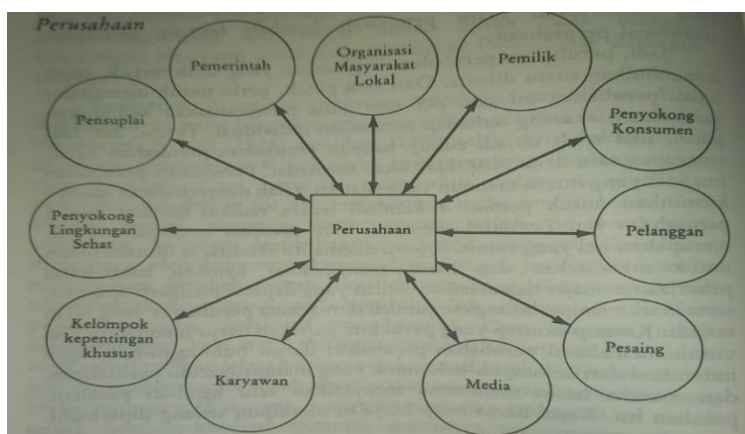 Perusahaan
Organisasi
Masyarakat
Lokal
Pemerintah
Pemilik
Pensuplai
Penyokong
Konsumen
Penyokong
Lingkungan
Sehat
Perusahaan
Pelanggan
Kelompok
kepentingan
khusus
Karyawan
Media
Pesaing